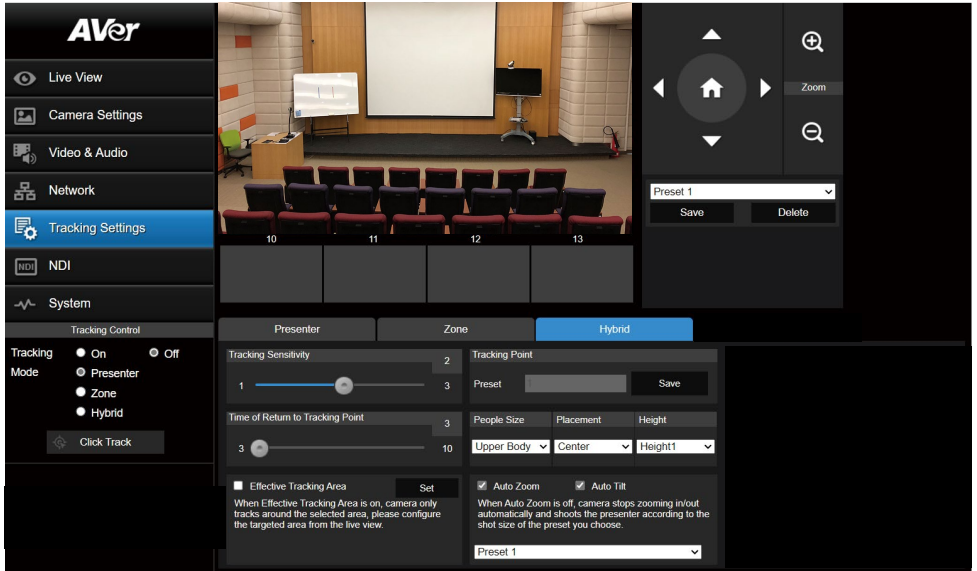 AVer
Live View
Camera Settings
Video & Audio
Network
Tracking Settings
NDI
NDI
System
Tracking Control
Tracking On Off
Mode Presenter
Zone
Hybrid
Click Track
10 11 12 13
Zoom
Preset 1
Save Delete
Presenter Zone Hybrid
Tracking Sensitivity 2
1 3
Time of Return to Tracking Point 3
3 10
Effective Tracking Area Set
When Effective Tracking Area is on, camera only
tracks around the selected area, please configure
the targeted area from the live view.
Tracking Point
Preset 1 Save
People Size Placement Height
Upper Body Center Height1
Auto Zoom Auto Tilt
When Auto Zoom is off, camera stops zooming in/out
automatically and shoots the presenter according to the
shot size of the preset you choose.
Preset 1